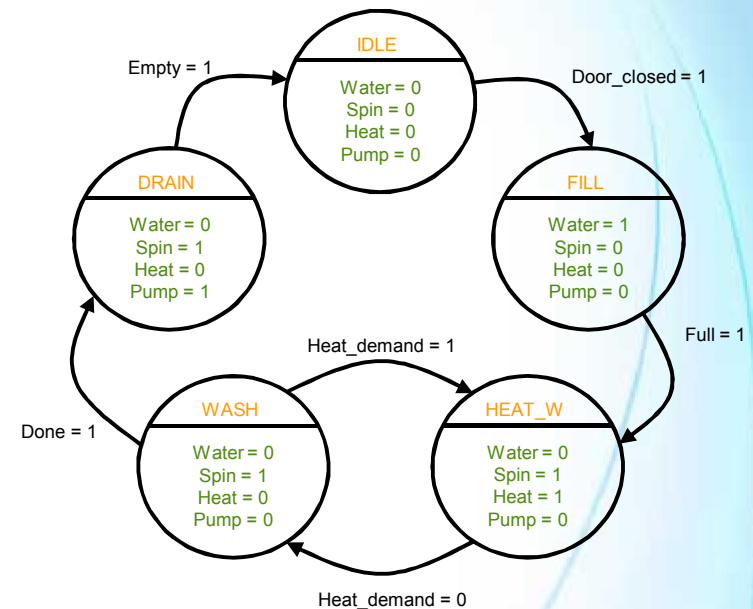 IDLE
Water = 0
Spin = 0
Heat = 0
Pump = 0
Empty = 1
Door_closed = 1
DRAIN
Water = 0
Spin = 1
Heat = 0
Pump = 1
FILL
Water = 1
Spin = 0
Heat = 0
Pump = 0
Full = 1
Heat_demand = 1
WASH
Water = 0
Spin = 1
Heat = 0
Pump = 0
HEAT_W
Water = 0
Spin = 1
Heat = 1
Pump = 0
Done = 1
Heat_demand = 0